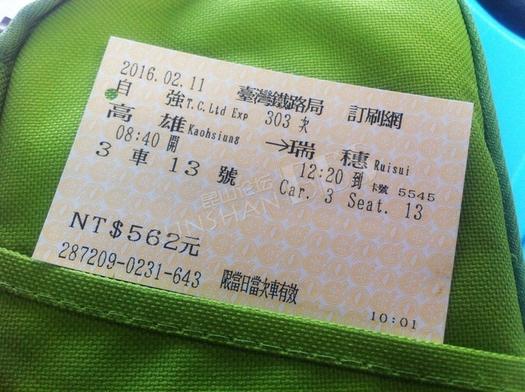 2016.02.11 臺灣鐵路局 訂刷網
自強 T.C.Ltd Exp 303 次
高雄 Kaohsiung →瑞穗 Ruisui
08:40 開 12:20 到 卡號 5545
3 車 13 號 Car. 3 Seat. 13
NT$562元
287209-0231-643 限當日當次車有效
10:01